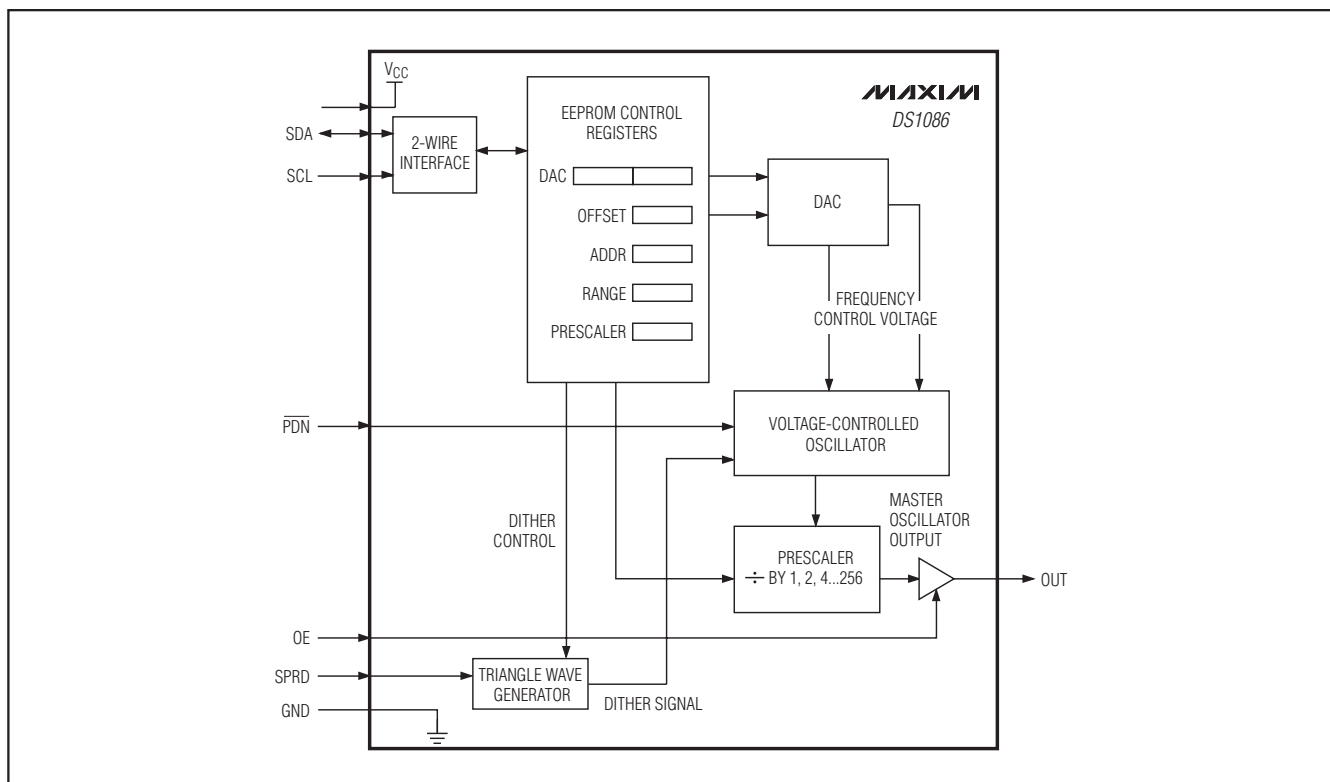 VCC
MAXIM
DS1086
SDA
SCL
2-WIRE
INTERFACE
EEPROM CONTROL
REGISTERS
DAC
OFFSET
ADDR
RANGE
PRESCALER
DAC
FREQUENCY
CONTROL VOLTAGE
PDN
VOLTAGE-CONTROLLED
OSCILLATOR
DITHER
CONTROL
MASTER
OSCILLATOR
OUTPUT
PRESCALER
÷ BY 1, 2, 4...256
OUT
OE
SPRD
TRIANGLE WAVE
GENERATOR
DITHER SIGNAL
GND